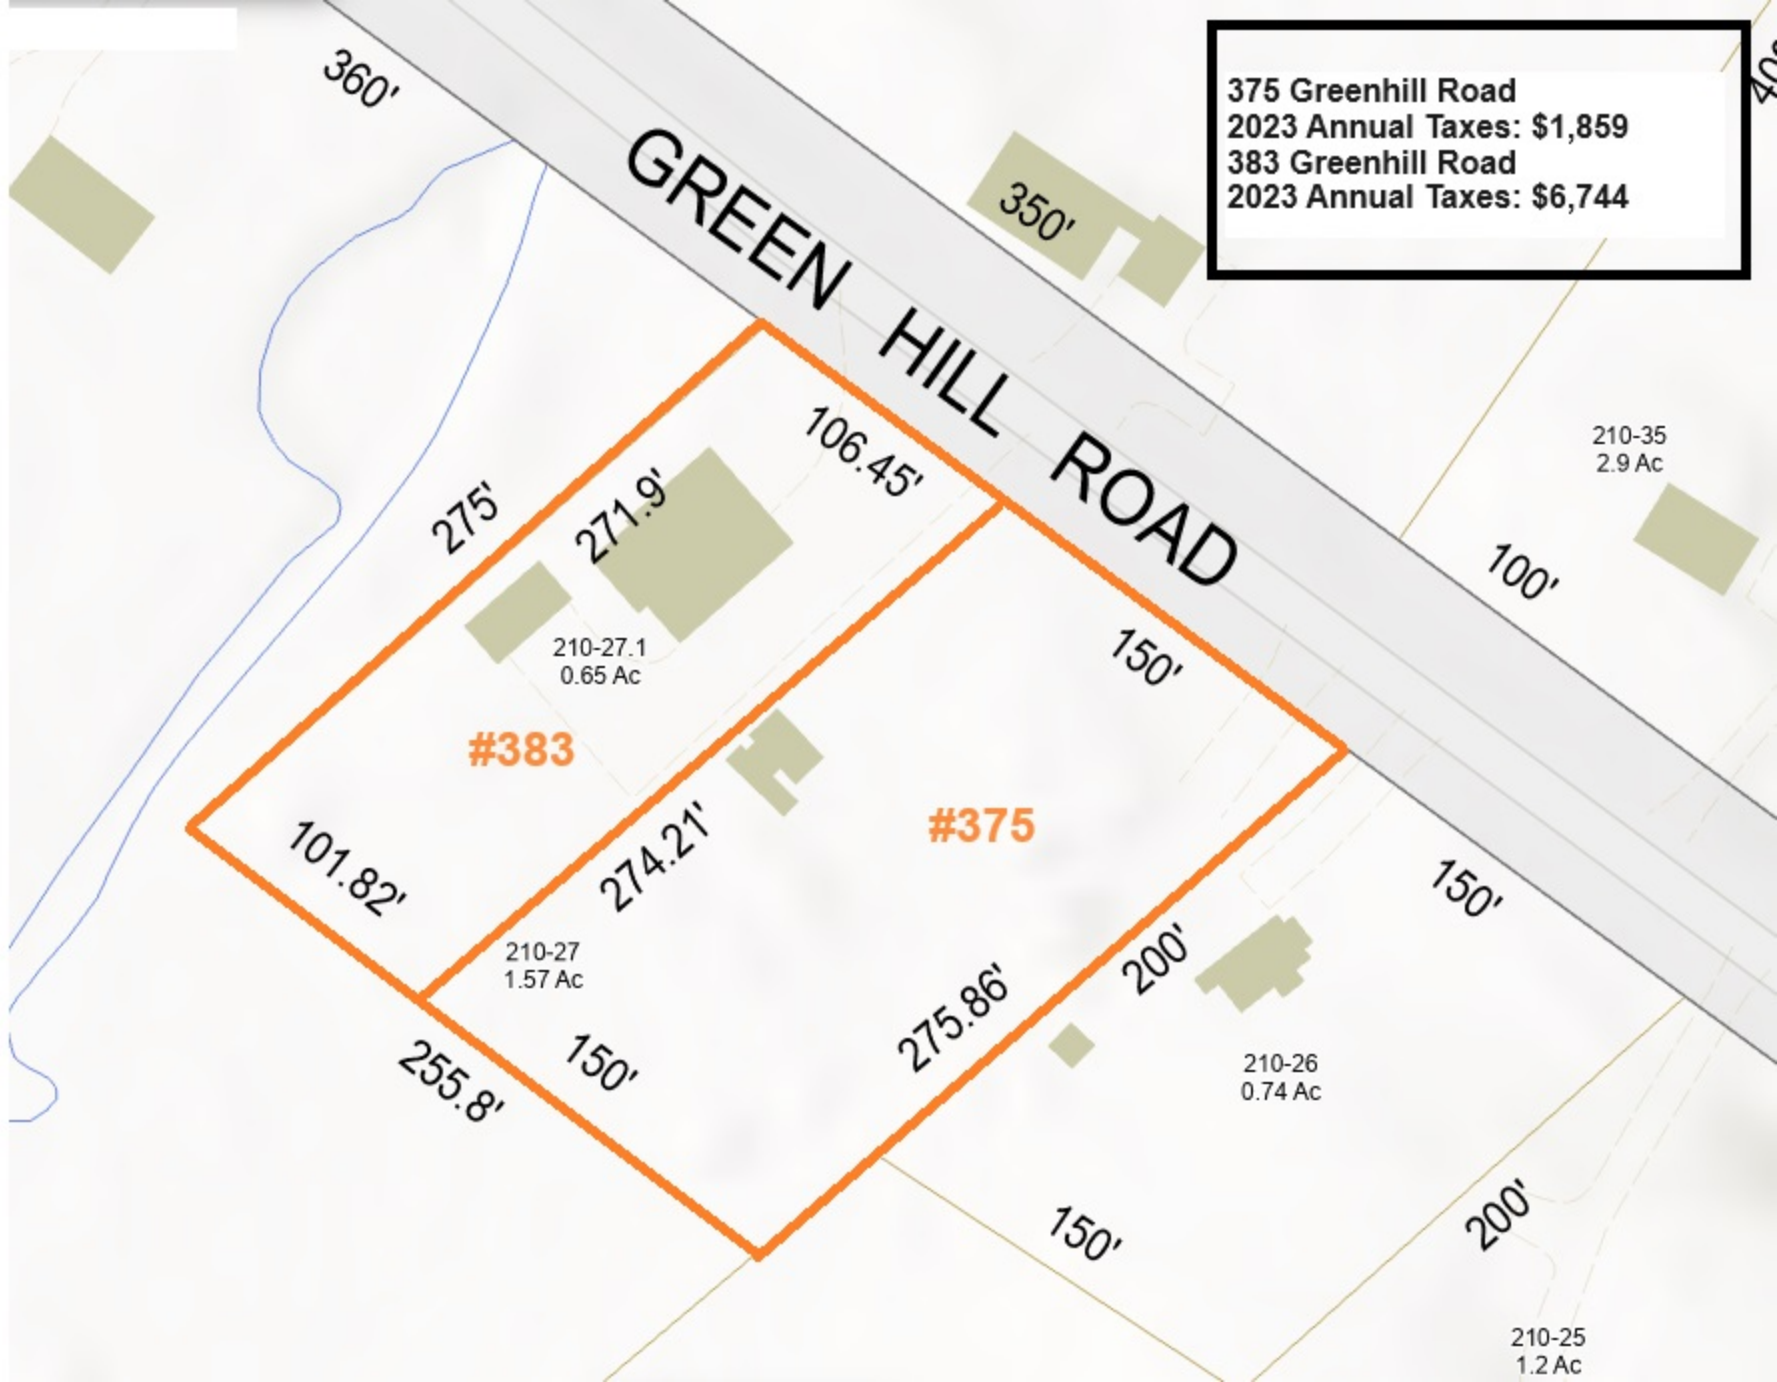 360'
GREEN HILL ROAD
350'
375 Greenhill Road
2023 Annual Taxes: $1,859
383 Greenhill Road
2023 Annual Taxes: $6,744
275'
271.9'
106.45'
210-35
2.9 Ac
100'
210-27.1
0.65 Ac
150'
#383
#375
101.82'
274.21'
150'
210-27
1.57 Ac
200'
275.86'
255.8'
150'
210-26
0.74 Ac
150'
200'
210-25
1.2 Ac